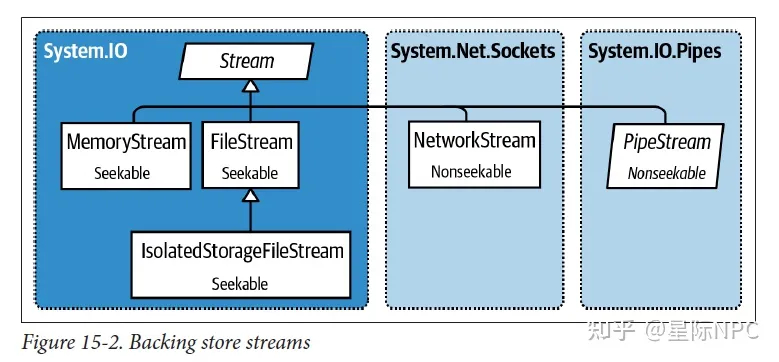 System.IO
Stream
System.Net.Sockets
System.IO.Pipes
MemoryStream
Seekable
FileStream
Seekable
NetworkStream
Nonseekable
PipeStream
Nonseekable
IsolatedStorageFileStream
Seekable
Figure 15-2. Backing store streams
知乎 @星际NPC